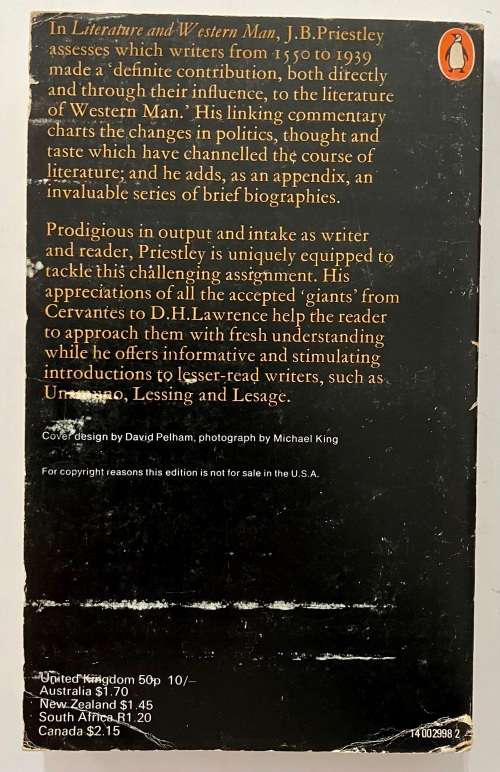 In Literature and Western Man, J.B.Priestley
assesses which writers from 1550 to 1939
made a ‘definite contribution, both directly
and through their influence, to the literature
of Western Man.’ His linking commentary
charts the changes in politics, thought and
taste which have channelled the course of
literature; and he adds, as an appendix, an
invaluable series of brief biographies.
Prodigious in output and intake as writer
and reader, Priestley is uniquely equipped to
tackle this challenging assignment. His
appreciations of all the accepted ‘giants’ from
Cervantes to D.H.Lawrence help the reader
to approach them with fresh understanding
while he offers informative and stimulating
introductions to lesser-read writers, such as
Unamuno, Lessing and Lesage.
Cover design by David Pelham, photograph by Michael King
For copyright reasons this edition is not for sale in the U.S.A.
United Kingdom 50p 10/–
Australia $1.70
New Zealand $1.45
South Africa R1.20
Canada $2.15
14 002998 2